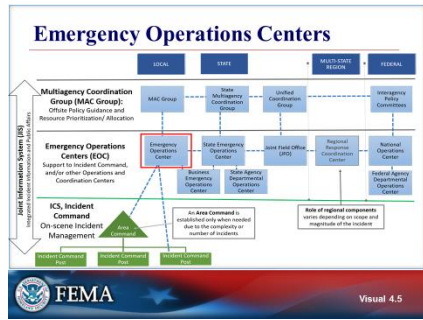 Emergency Operations Centers
LOCAL
STATE
MULTI-STATE
REGION
FEDERAL
Multiagency Coordination
Group (MAC Group):
Offsite Policy Guidance and
Resource Prioritization/ Allocation
MAC Group
State
Multiagency
Coordination
Group
Unified
Coordination
Group
Interagency
Policy
Committees
Joint Information System (JIS)
Integrated Incident Information and Public Affairs
Emergency Operations
Centers (EOC)
Support to Incident Command,
and/or other Operations and
Coordination Centers
Emergency
Operations
Center
State Emergency
Operations
Center
Joint Field Office
(JFO)
Regional
Response
Coordination
Center
National
Operations
Center
Business
Emergency
Operations
Center
State Agency
Departmental
Operations
Center
Federal Agency
Departmental
Operations
Center
ICS, Incident
Command
On-scene Incident
Management
Area
Command
An Area Command is
established only when needed
due to the complexity or
number of incidents
Role of regional components
varies depending on scope and
magnitude of the incident
Incident Command
Post
Incident Command
Post
Incident Command
Post
FEMA
Visual 4.5